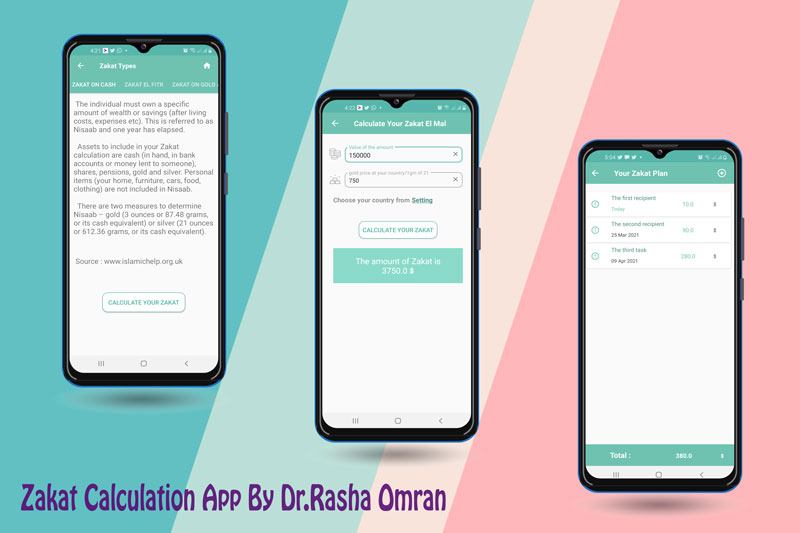 4:21
Zakat Types
ZAKAT ON CASH ZAKAT EL FITR ZAKAT ON GOLD
The individual must own a specific
amount of wealth or savings (after living
costs, expenses etc). This is referred to as
Nisaab and one year has elapsed.
Assets to include in your Zakat
calculation are cash (in hand, in bank
accounts or money lent to someone),
shares, pensions, gold and silver. Personal
items (your home, furniture, cars, food,
clothing) are not included in Nisaab.
There are two measures to determine
Nisaab – gold (3 ounces or 87.48 grams,
or its cash equivalent) or silver (21 ounces
or 612.36 grams, or its cash equivalent).
Source : www.islamichelp.org.uk
CALCULATE YOUR ZAKAT
4:22
Calculate Your Zakat El Mal
Value of the amount
150000
gold price at your country/1gm of 21
750
Choose your country from Setting
CALCULATE YOUR ZAKAT
The amount of Zakat is
3750.0 $
5:04
Your Zakat Plan
The first recipient 10.0 $
Today
The second recipient 90.0 $
25 Mar 2021
The third task 280.0 $
09 Apr 2021
Total : 380.0 $
Zakat Calculation App By Dr.Rasha Omran